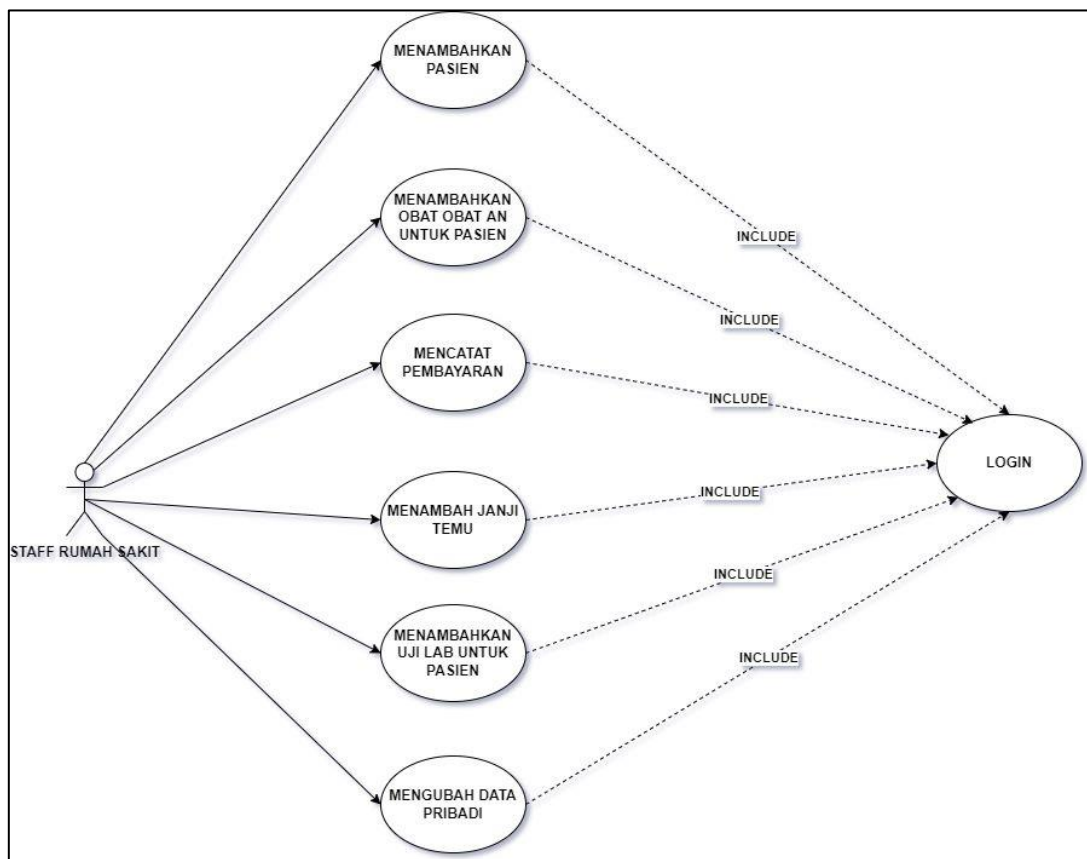 MENAMBAHKAN
PASIEN
INCLUDE
MENAMBAHKAN
OBAT OBAT AN
UNTUK PASIEN
INCLUDE
MENCATAT
PEMBAYARAN
INCLUDE
LOGIN
MENAMBAH JANJI
TEMU
INCLUDE
STAFF RUMAH SAKIT
INCLUDE
MENAMBAHKAN
UJI LAB UNTUK
PASIEN
INCLUDE
MENGUBAH DATA
PRIBADI